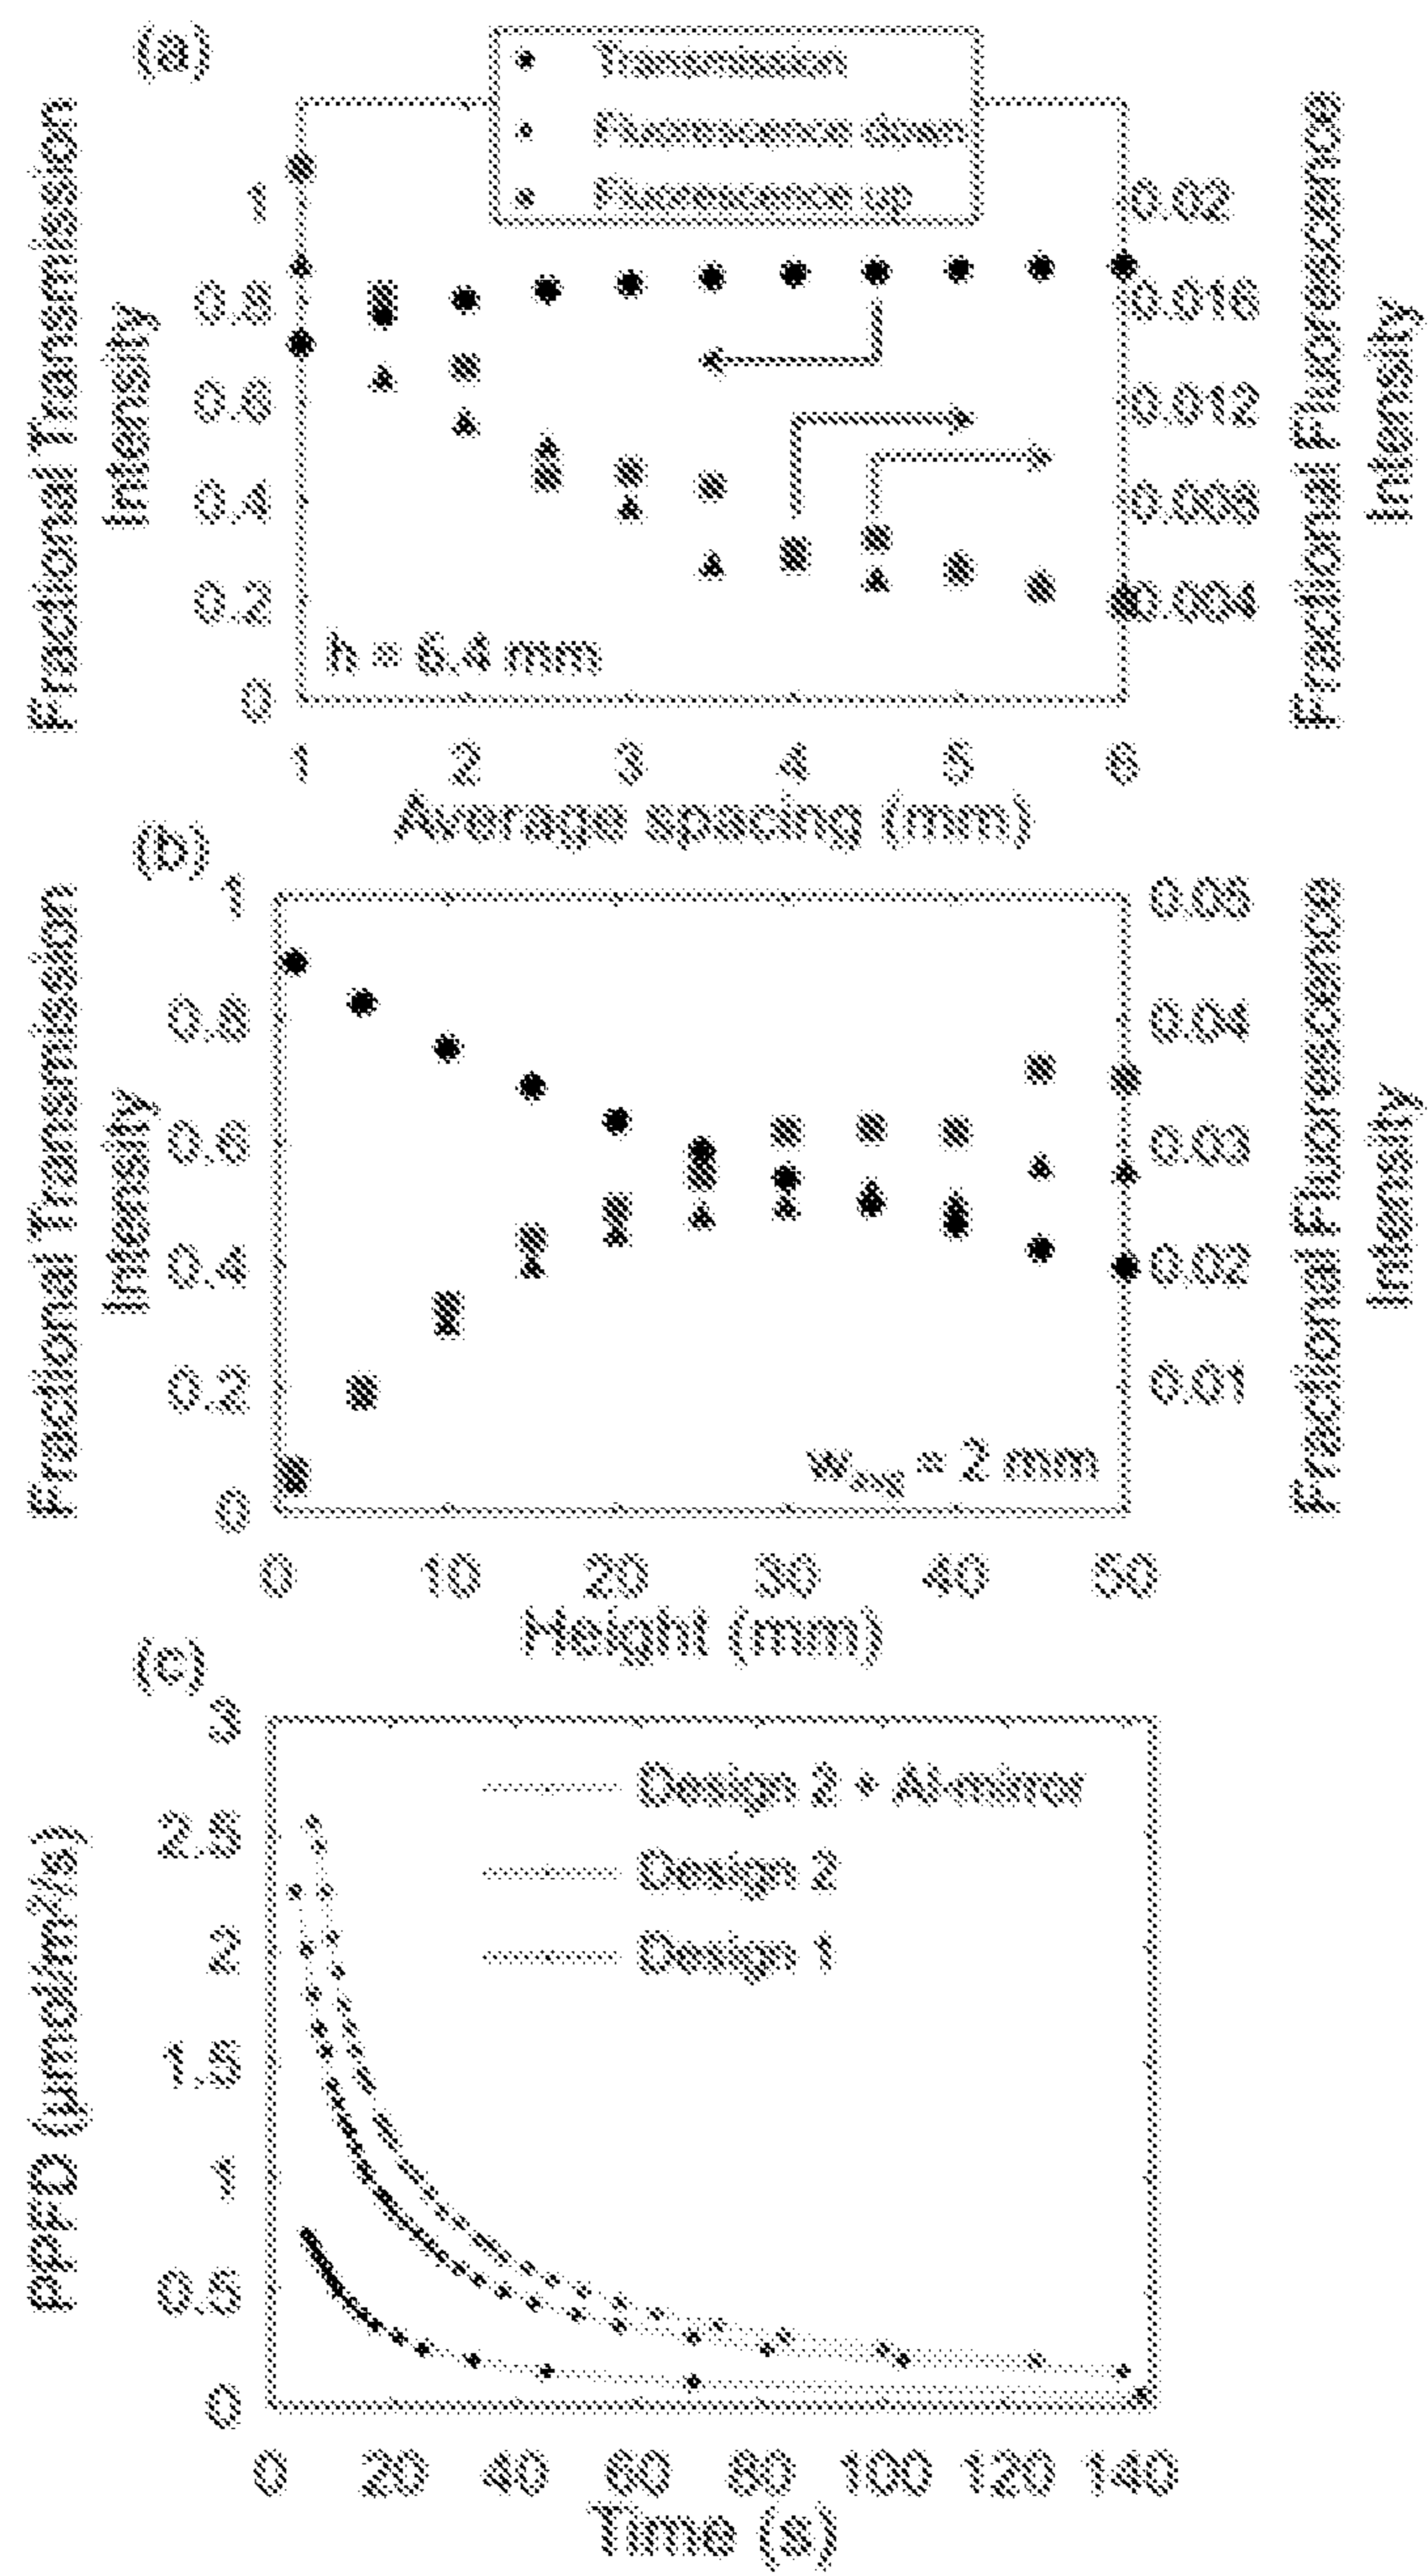 (a)
Transmission
Fluorescence down
Fluorescence up
Fractional Transmission
Intensity
1
0.8
0.6
0.4
0.2
0
0.02
0.016
0.012
0.008
0.004
Fractional Fluorescence
Intensity
h = 6.4 mm
1 2 3 4 5 6
Average spacing (mm)
(b)
Fractional Transmission
Intensity
1
0.8
0.6
0.4
0.2
0
0.05
0.04
0.03
0.02
0.01
Fractional Fluorescence
Intensity
w = 2 mm
0 10 20 30 40 50
Height (mm)
(c)
PPFD (μmol/m²/s)
3
2.5
2
1.5
1
0.5
0
Design 2 + Al-mirror
Design 2
Design 1
0 20 40 60 80 100 120 140
Time (s)